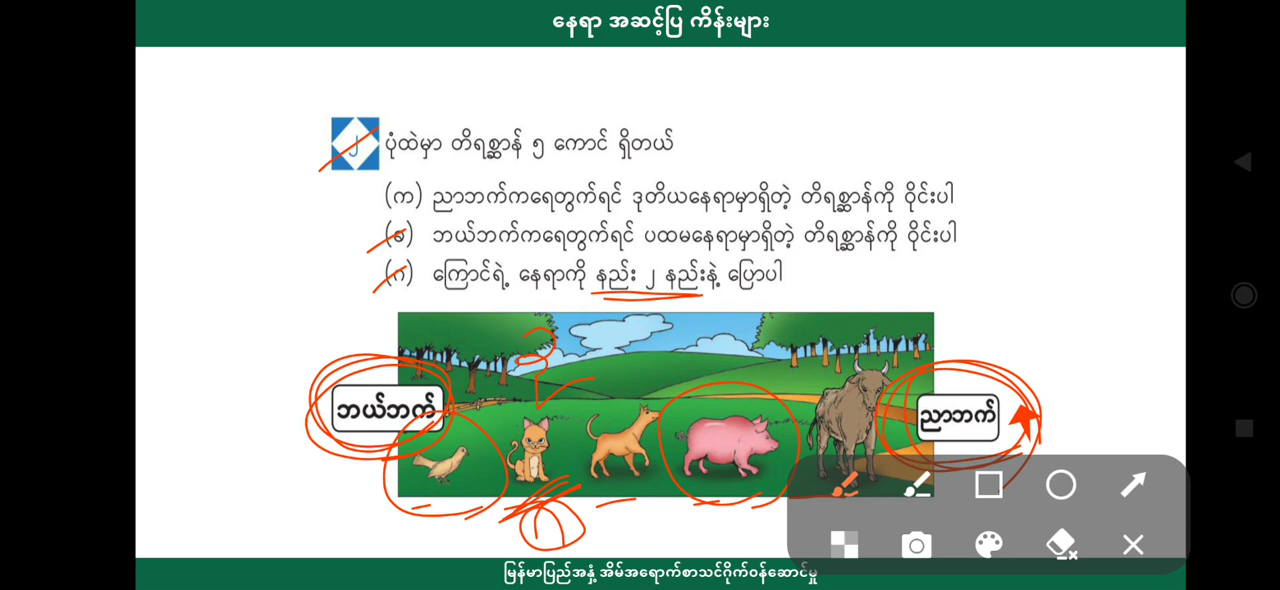 နေရာ အဆင့်ပြ ကိန်းများ
၂ ပုံထဲမှာ တိရစ္ဆာန် ၅ ကောင် ရှိတယ်
(က) ညာဘက်ကရေတွက်ရင် ဒုတိယနေရာမှာရှိတဲ့ တိရစ္ဆာန်ကို ဝိုင်းပါ
(ခ) ဘယ်ဘက်ကရေတွက်ရင် ပထမနေရာမှာရှိတဲ့ တိရစ္ဆာန်ကို ဝိုင်းပါ
(ဂ) ကြောင်ရဲ့ နေရာကို နည်း ၂ နည်းနဲ့ ပြောပါ
ဘယ်ဘက်
ညာဘက်
မြန်မာပြည်အနှံ့ အိမ်အရောက်စာသင်ဂိုက်ဝန်ဆောင်မှု